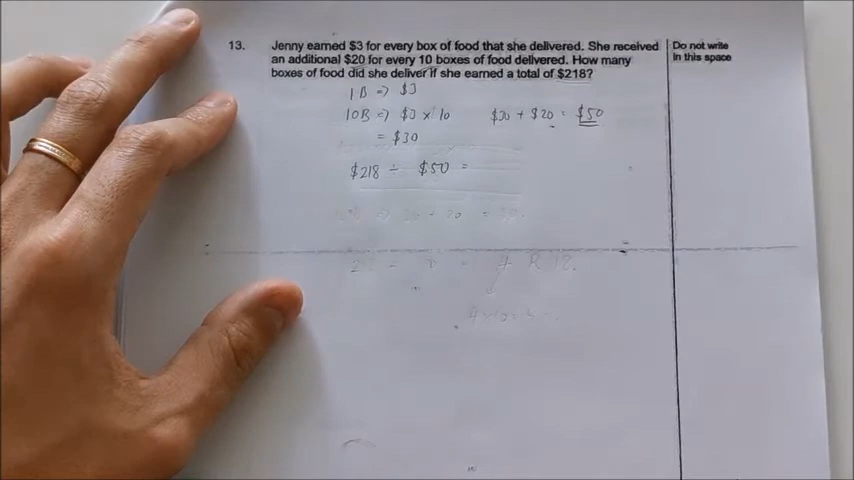 13. Jenny earned $3 for every box of food that she delivered. She received
an additional $20 for every 10 boxes of food delivered. How many
boxes of food did she deliver if she earned a total of $218?
Do not write
in this space
1B => $3
10B => $3 x 10
= $30
$30 + $20 = $50
$218 ÷ $50 =
4 R 18.